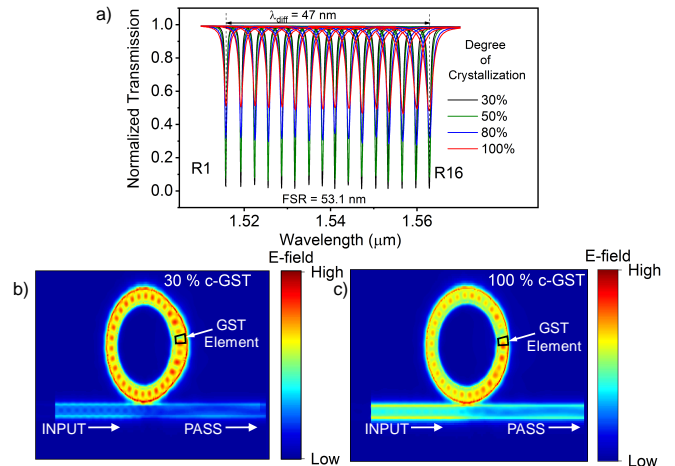 a)
λdiff = 47 nm
Normalized Transmission
1.0
0.8
0.6
0.4
0.2
0.0
Degree
of
Crystallization
30%
50%
80%
100%
R1
R16
FSR = 53.1 nm
1.52
1.54
1.56
Wavelength (μm)
b)
30 % c-GST
GST
Element
INPUT
PASS
E-field
High
Low
c)
100 % c-GST
GST
Element
INPUT
PASS
E-field
High
Low